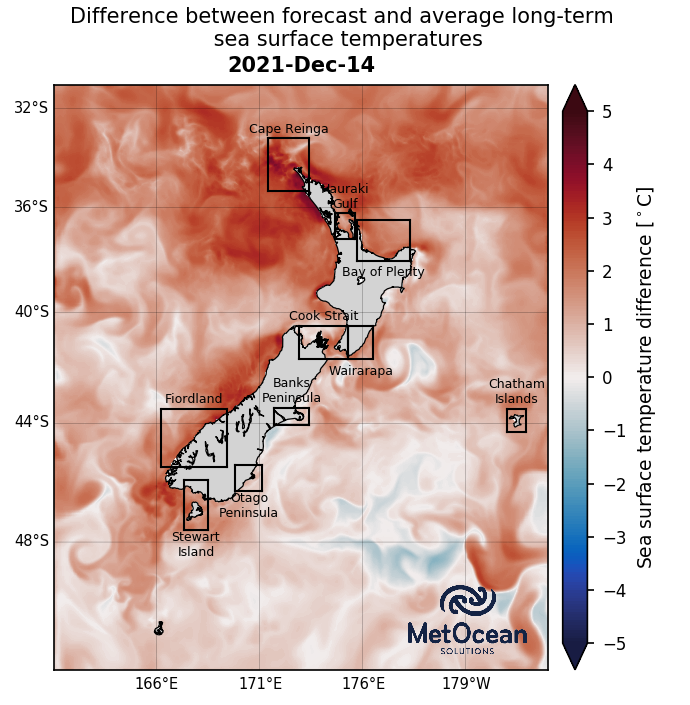 Difference between forecast and average long-term
sea surface temperatures
2021-Dec-14
32°S
36°S
40°S
44°S
48°S
Cape Reinga
Hauraki
Gulf
Bay of Plenty
Cook Strait
Wairarapa
Banks
Peninsula
Fiordland
Chatham
Islands
Otago
Peninsula
Stewart
Island
MetOcean
SOLUTIONS
166°E
171°E
176°E
179°W
5
4
3
2
1
0
−1
−2
−3
−4
−5
Sea surface temperature difference [°C]